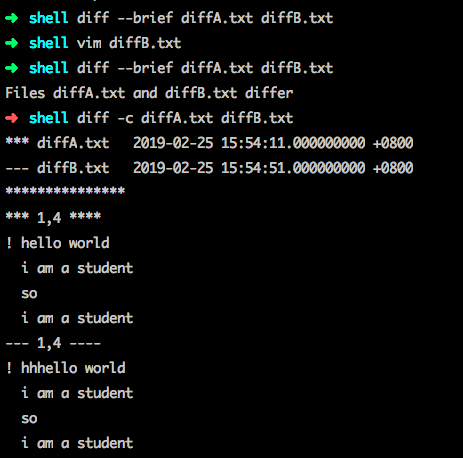 ➜ shell diff --brief diffA.txt diffB.txt
➜ shell vim diffB.txt
➜ shell diff --brief diffA.txt diffB.txt
Files diffA.txt and diffB.txt differ
➜ shell diff -c diffA.txt diffB.txt
*** diffA.txt   2019-02-25 15:54:11.000000000 +0800
--- diffB.txt   2019-02-25 15:54:51.000000000 +0800
***************
*** 1,4 ****
! hello world
  i am a student
  so
  i am a student
--- 1,4 ----
! hhhello world
  i am a student
  so
  i am a student